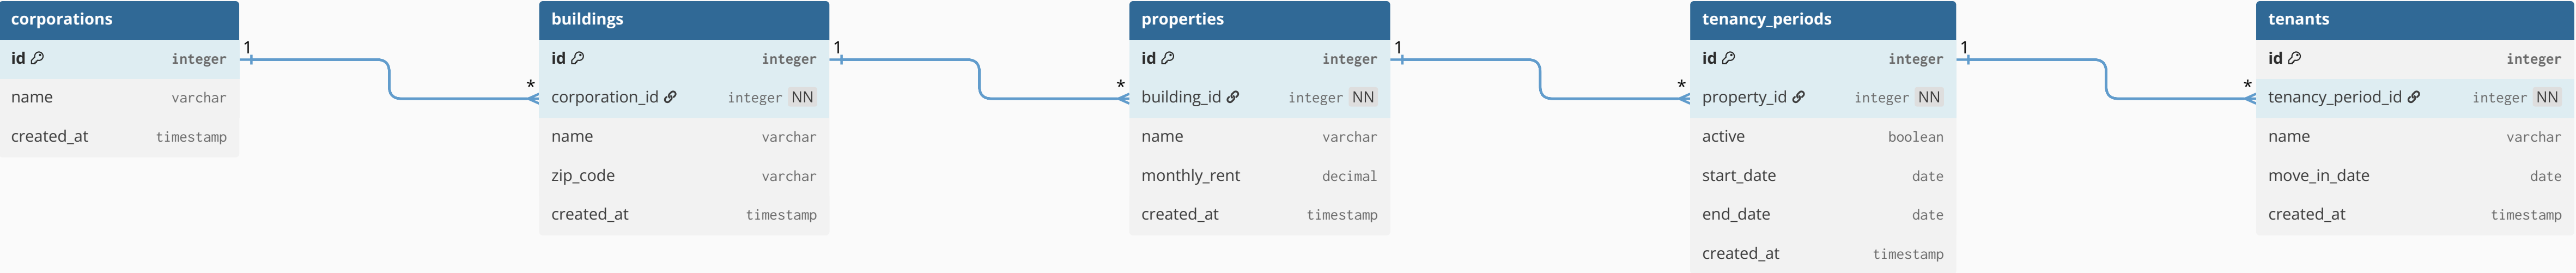 corporations
id integer
name varchar
created_at timestamp
1
*
buildings
id integer
corporation_id integer NN
name varchar
zip_code varchar
created_at timestamp
1
*
properties
id integer
building_id integer NN
name varchar
monthly_rent decimal
created_at timestamp
1
*
tenancy_periods
id integer
property_id integer NN
active boolean
start_date date
end_date date
created_at timestamp
1
*
tenants
id integer
tenancy_period_id integer NN
name varchar
move_in_date date
created_at timestamp